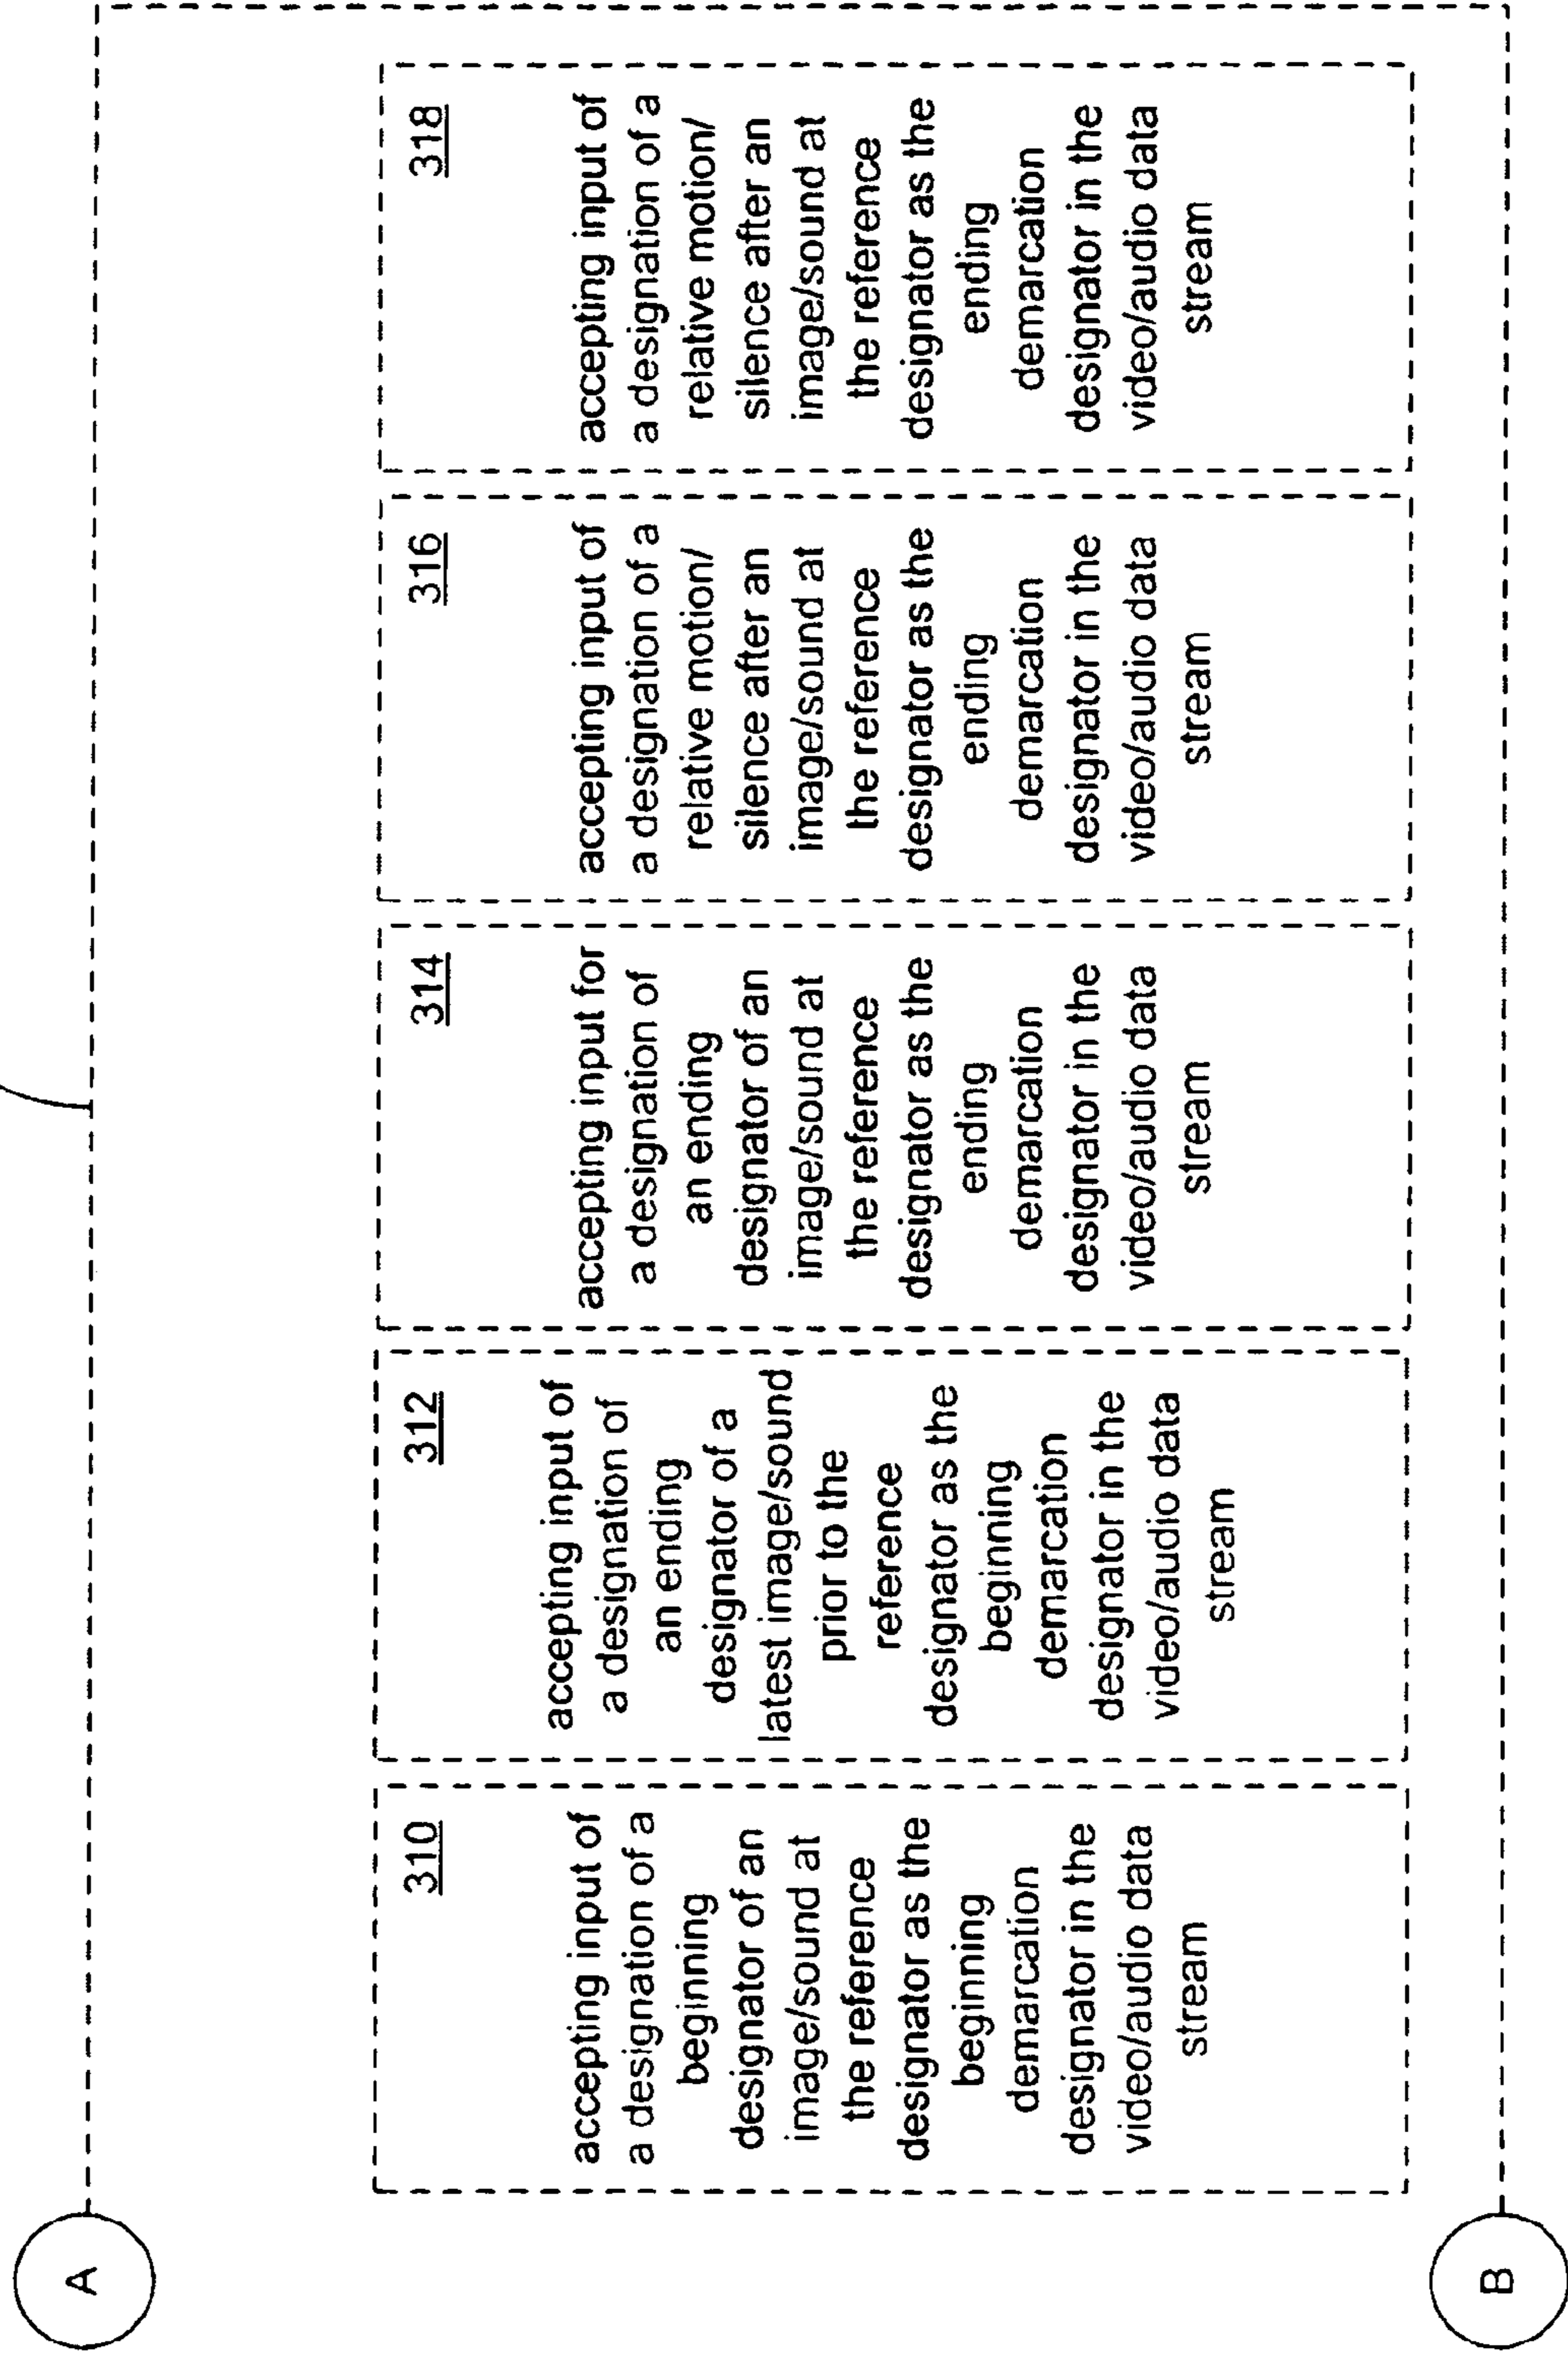 A
310
accepting input of
a designation of a
beginning
designator of an
image/sound at
the reference
designator as the
beginning
demarcation
designator in the
video/audio data
stream
312
accepting input of
a designation of
an ending
designator of a
latest image/sound
prior to the
reference
designator as the
beginning
demarcation
designator in the
video/audio data
stream
314
accepting input for
a designation of
an ending
designator of an
image/sound at
the reference
designator as the
ending
demarcation
designator in the
video/audio data
stream
316
accepting input of
a designation of a
relative motion/
silence after an
image/sound at
the reference
designator as the
ending
demarcation
designator in the
video/audio data
stream
318
accepting input of
a designation of a
relative motion/
silence after an
image/sound at
the reference
designator as the
ending
demarcation
designator in the
video/audio data
stream
B